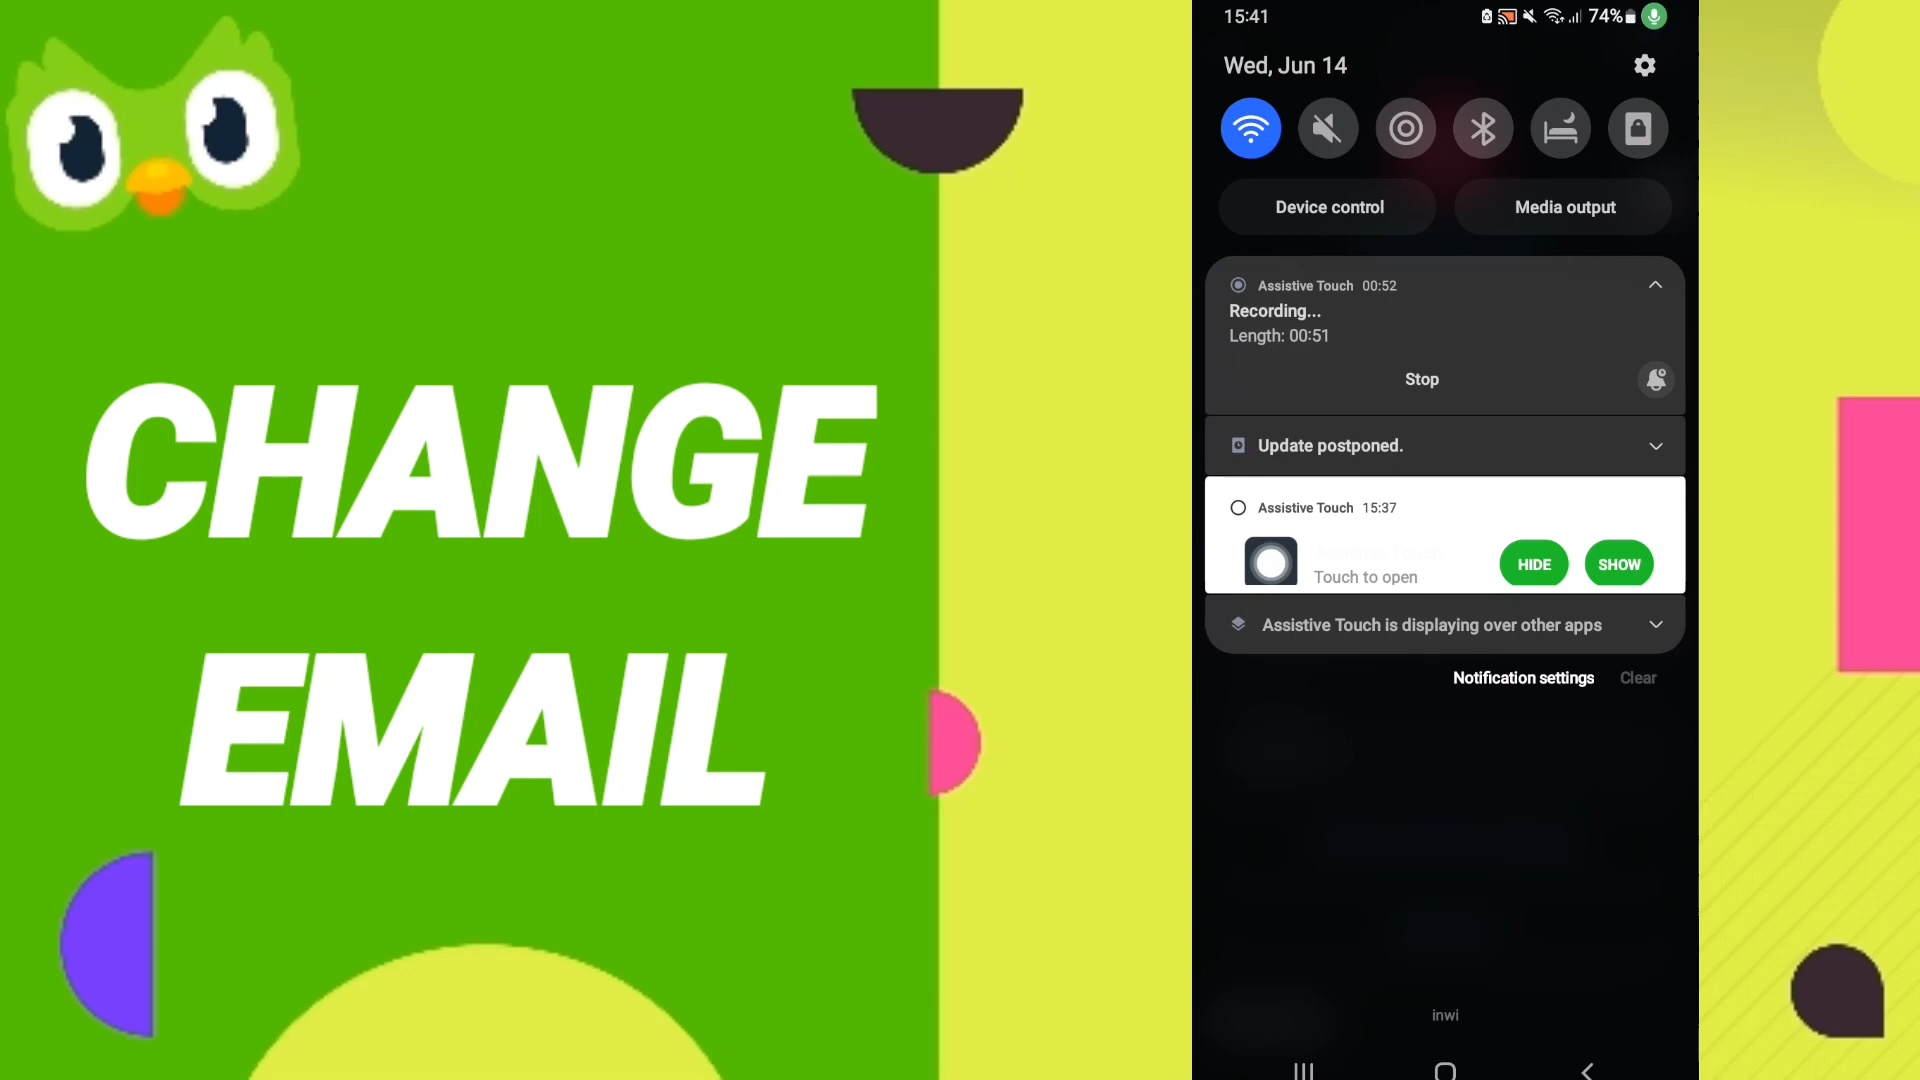 CHANGE
EMAIL
15:41
74%
Wed, Jun 14
Device control
Media output
Assistive Touch 00:52
Recording...
Length: 00:51
Stop
Update postponed.
Assistive Touch 15:37
Touch to open
HIDE
SHOW
Assistive Touch is displaying over other apps
Notification settings
Clear
inwi